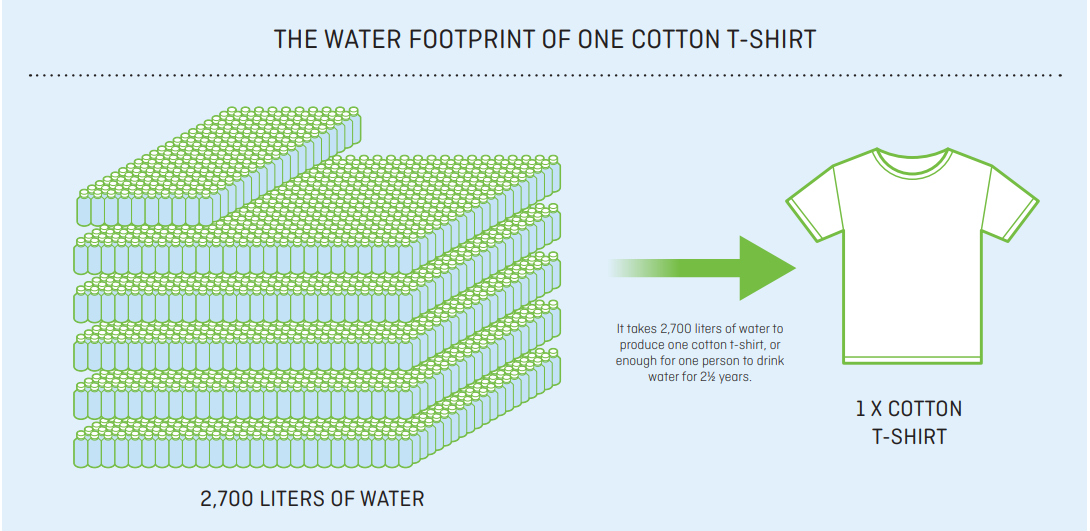 THE WATER FOOTPRINT OF ONE COTTON T-SHIRT
It takes 2,700 liters of water to
produce one cotton t-shirt, or
enough for one person to drink
water for 2½ years.
1 X COTTON
T-SHIRT
2,700 LITERS OF WATER